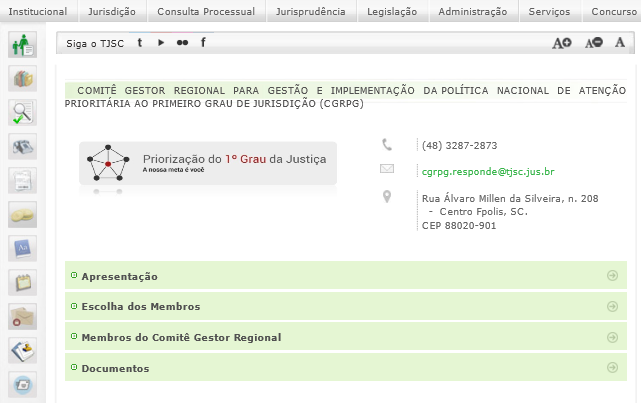 Institucional Jurisdição Consulta Processual Jurisprudência Legislação Administração Serviços Concurso
Siga o TJSC t f A+ A- A
COMITÊ GESTOR REGIONAL PARA GESTÃO E IMPLEMENTAÇÃO DA POLÍTICA NACIONAL DE ATENÇÃO
PRIORITÁRIA AO PRIMEIRO GRAU DE JURISDIÇÃO (CGRPG)
Priorização do 1º Grau da Justiça
A nossa meta é você
(48) 3287-2873
cgrpg.responde@tjsc.jus.br
Rua Álvaro Millen da Silveira, n. 208
- Centro Fpolis, SC.
CEP 88020-901
Apresentação
Escolha dos Membros
Membros do Comitê Gestor Regional
Documentos